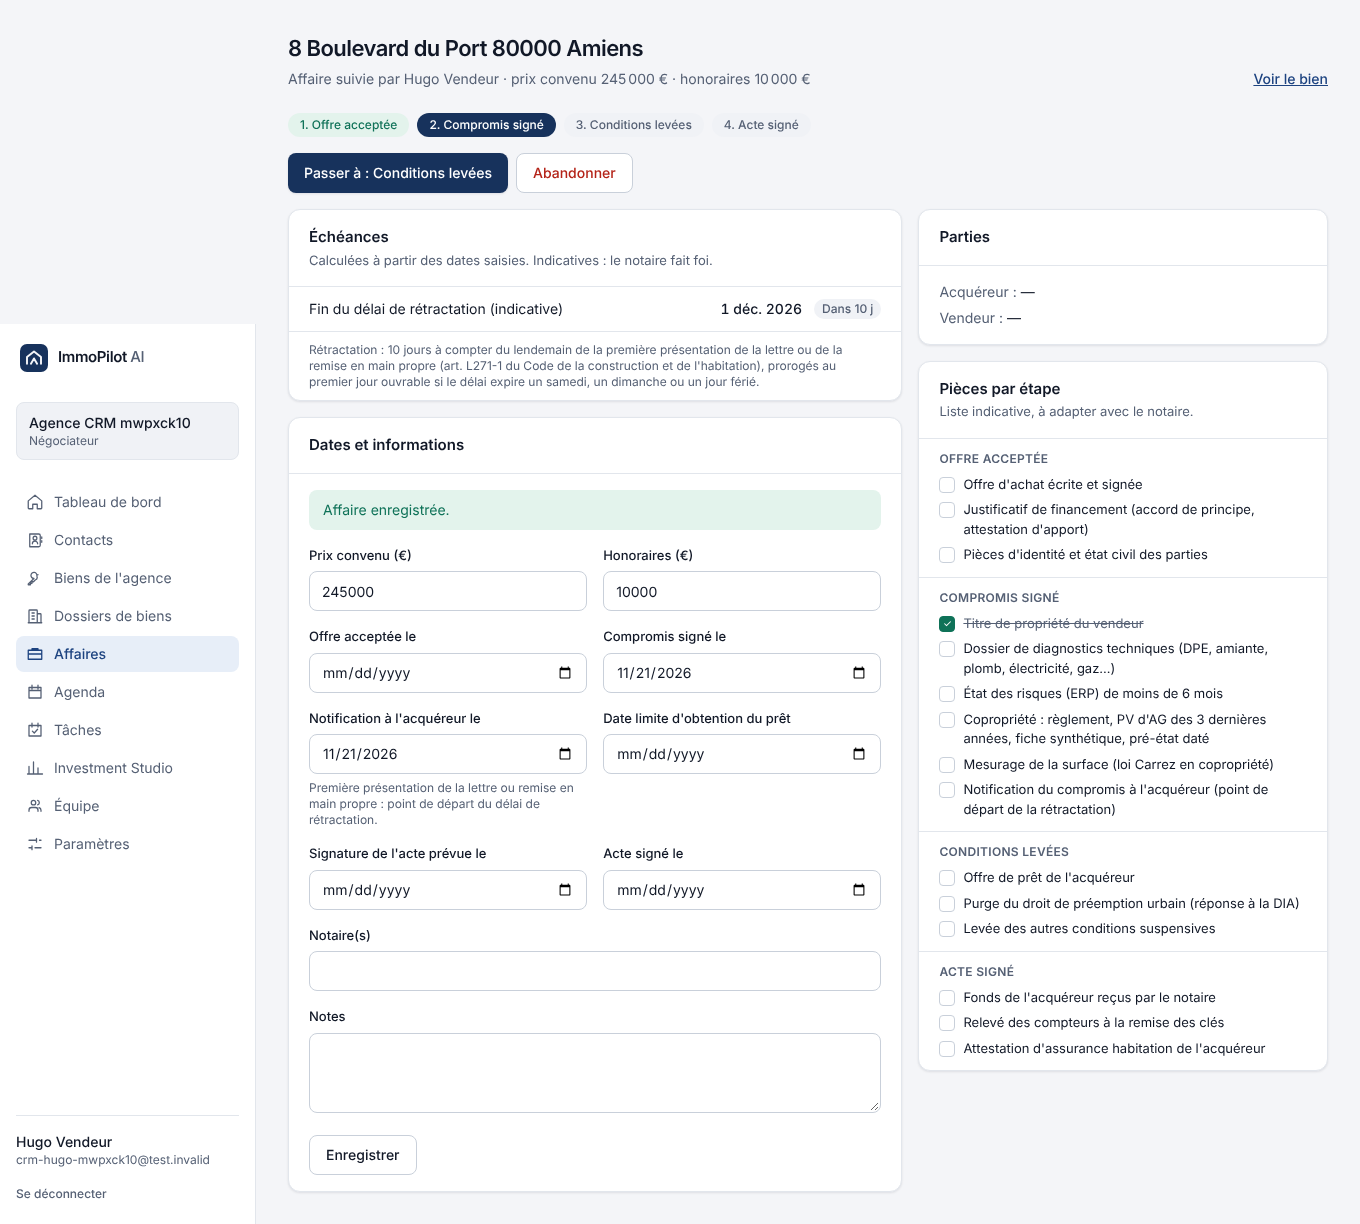 8 Boulevard du Port 80000 Amiens
Affaire suivie par Hugo Vendeur · prix convenu 245 000 € · honoraires 10 000 €
Voir le bien
1. Offre acceptée
2. Compromis signé
3. Conditions levées
4. Acte signé
Passer à : Conditions levées
Abandonner
ImmoPilot AI
Agence CRM mwpxck10
Négociateur
Tableau de bord
Contacts
Biens de l'agence
Dossiers de biens
Affaires
Agenda
Tâches
Investment Studio
Équipe
Paramètres
Hugo Vendeur
crm-hugo-mwpxck10@test.invalid
Se déconnecter
Échéances
Calculées à partir des dates saisies. Indicatives : le notaire fait foi.
Fin du délai de rétractation (indicative)
1 déc. 2026
Dans 10 j
Rétractation : 10 jours à compter du lendemain de la première présentation de la lettre ou de la
remise en main propre (art. L271-1 du Code de la construction et de l'habitation), prorogés au
premier jour ouvrable si le délai expire un samedi, un dimanche ou un jour férié.
Dates et informations
Affaire enregistrée.
Prix convenu (€)
Honoraires (€)
245000
10000
Offre acceptée le
Compromis signé le
mm/dd/yyyy
11/21/2026
Notification à l'acquéreur le
Date limite d'obtention du prêt
11/21/2026
mm/dd/yyyy
Première présentation de la lettre ou remise en
main propre : point de départ du délai de
rétractation.
Signature de l'acte prévue le
Acte signé le
mm/dd/yyyy
mm/dd/yyyy
Notaire(s)
Notes
Enregistrer
Parties
Acquéreur : —
Vendeur : —
Pièces par étape
Liste indicative, à adapter avec le notaire.
OFFRE ACCEPTÉE
Offre d'achat écrite et signée
Justificatif de financement (accord de principe,
attestation d'apport)
Pièces d'identité et état civil des parties
COMPROMIS SIGNÉ
Titre de propriété du vendeur
Dossier de diagnostics techniques (DPE, amiante,
plomb, électricité, gaz…)
État des risques (ERP) de moins de 6 mois
Copropriété : règlement, PV d'AG des 3 dernières
années, fiche synthétique, pré-état daté
Mesurage de la surface (loi Carrez en copropriété)
Notification du compromis à l'acquéreur (point de
départ de la rétractation)
CONDITIONS LEVÉES
Offre de prêt de l'acquéreur
Purge du droit de préemption urbain (réponse à la DIA)
Levée des autres conditions suspensives
ACTE SIGNÉ
Fonds de l'acquéreur reçus par le notaire
Relevé des compteurs à la remise des clés
Attestation d'assurance habitation de l'acquéreur